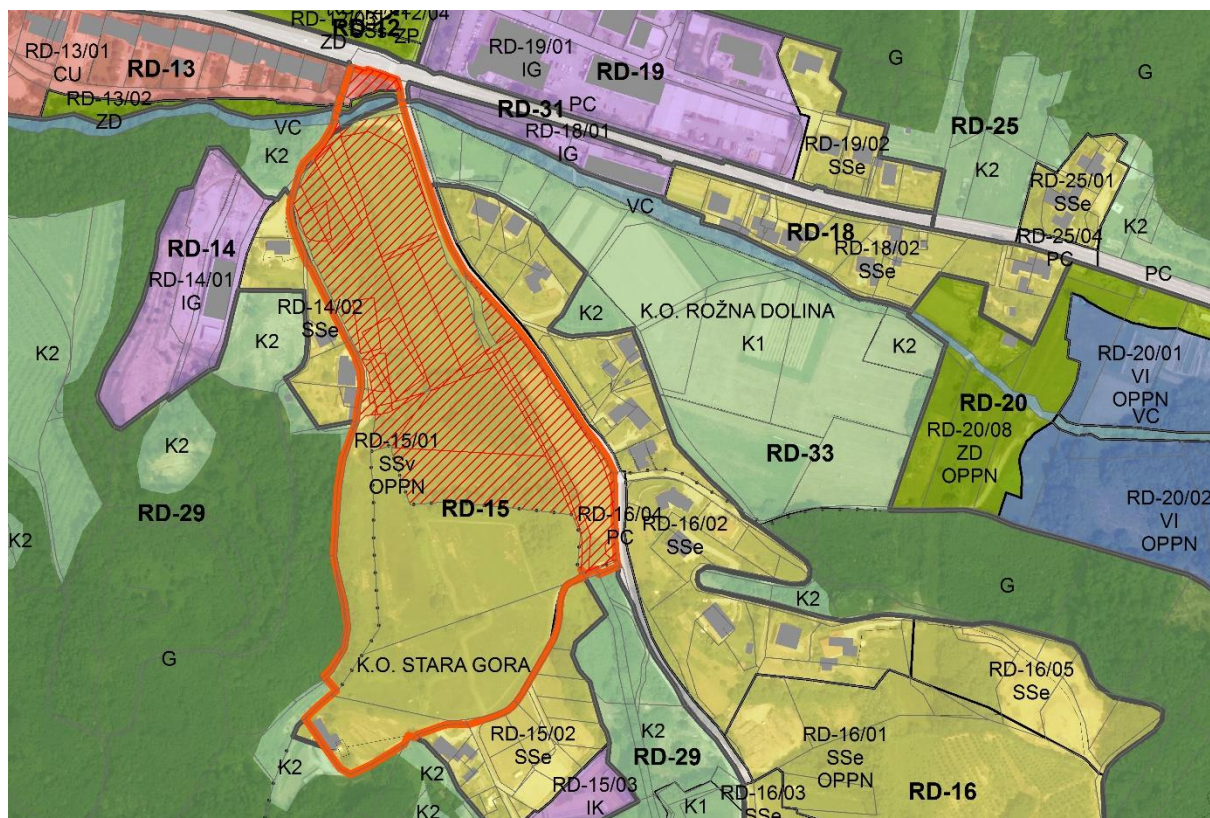 RD-12/04
RD-12
ZD
ZP
RD-13/01
CU
RD-13
RD-13/02
ZD
RD-19/01
IG
RD-19
G
G
RD-31
PC
RD-18/01
IG
VC
K2
RD-25
K2
RD-19/02
SSe
RD-25/01
SSe
K2
VC
RD-18
RD-18/02
SSe
RD-25/04
PC
PC
RD-14
RD-14/01
IG
RD-14/02
SSe
K2
K.O. ROŽNA DOLINA
K2
K1
K2
RD-20/01
VI
OPPN
VC
RD-20
RD-20/08
ZD
OPPN
K2
RD-15/01
SSv
OPPN
RD-33
RD-29
K2
RD-15
RD-16/04
PC
RD-16/02
SSe
RD-20/02
VI
OPPN
G
K2
G
K.O. STARA GORA
RD-16/05
SSe
RD-15/02
SSe
K2
RD-29
RD-16/01
SSe
OPPN
K2
K2
RD-15/03
IK
K1
RD-16/03
SSe
RD-16
K2